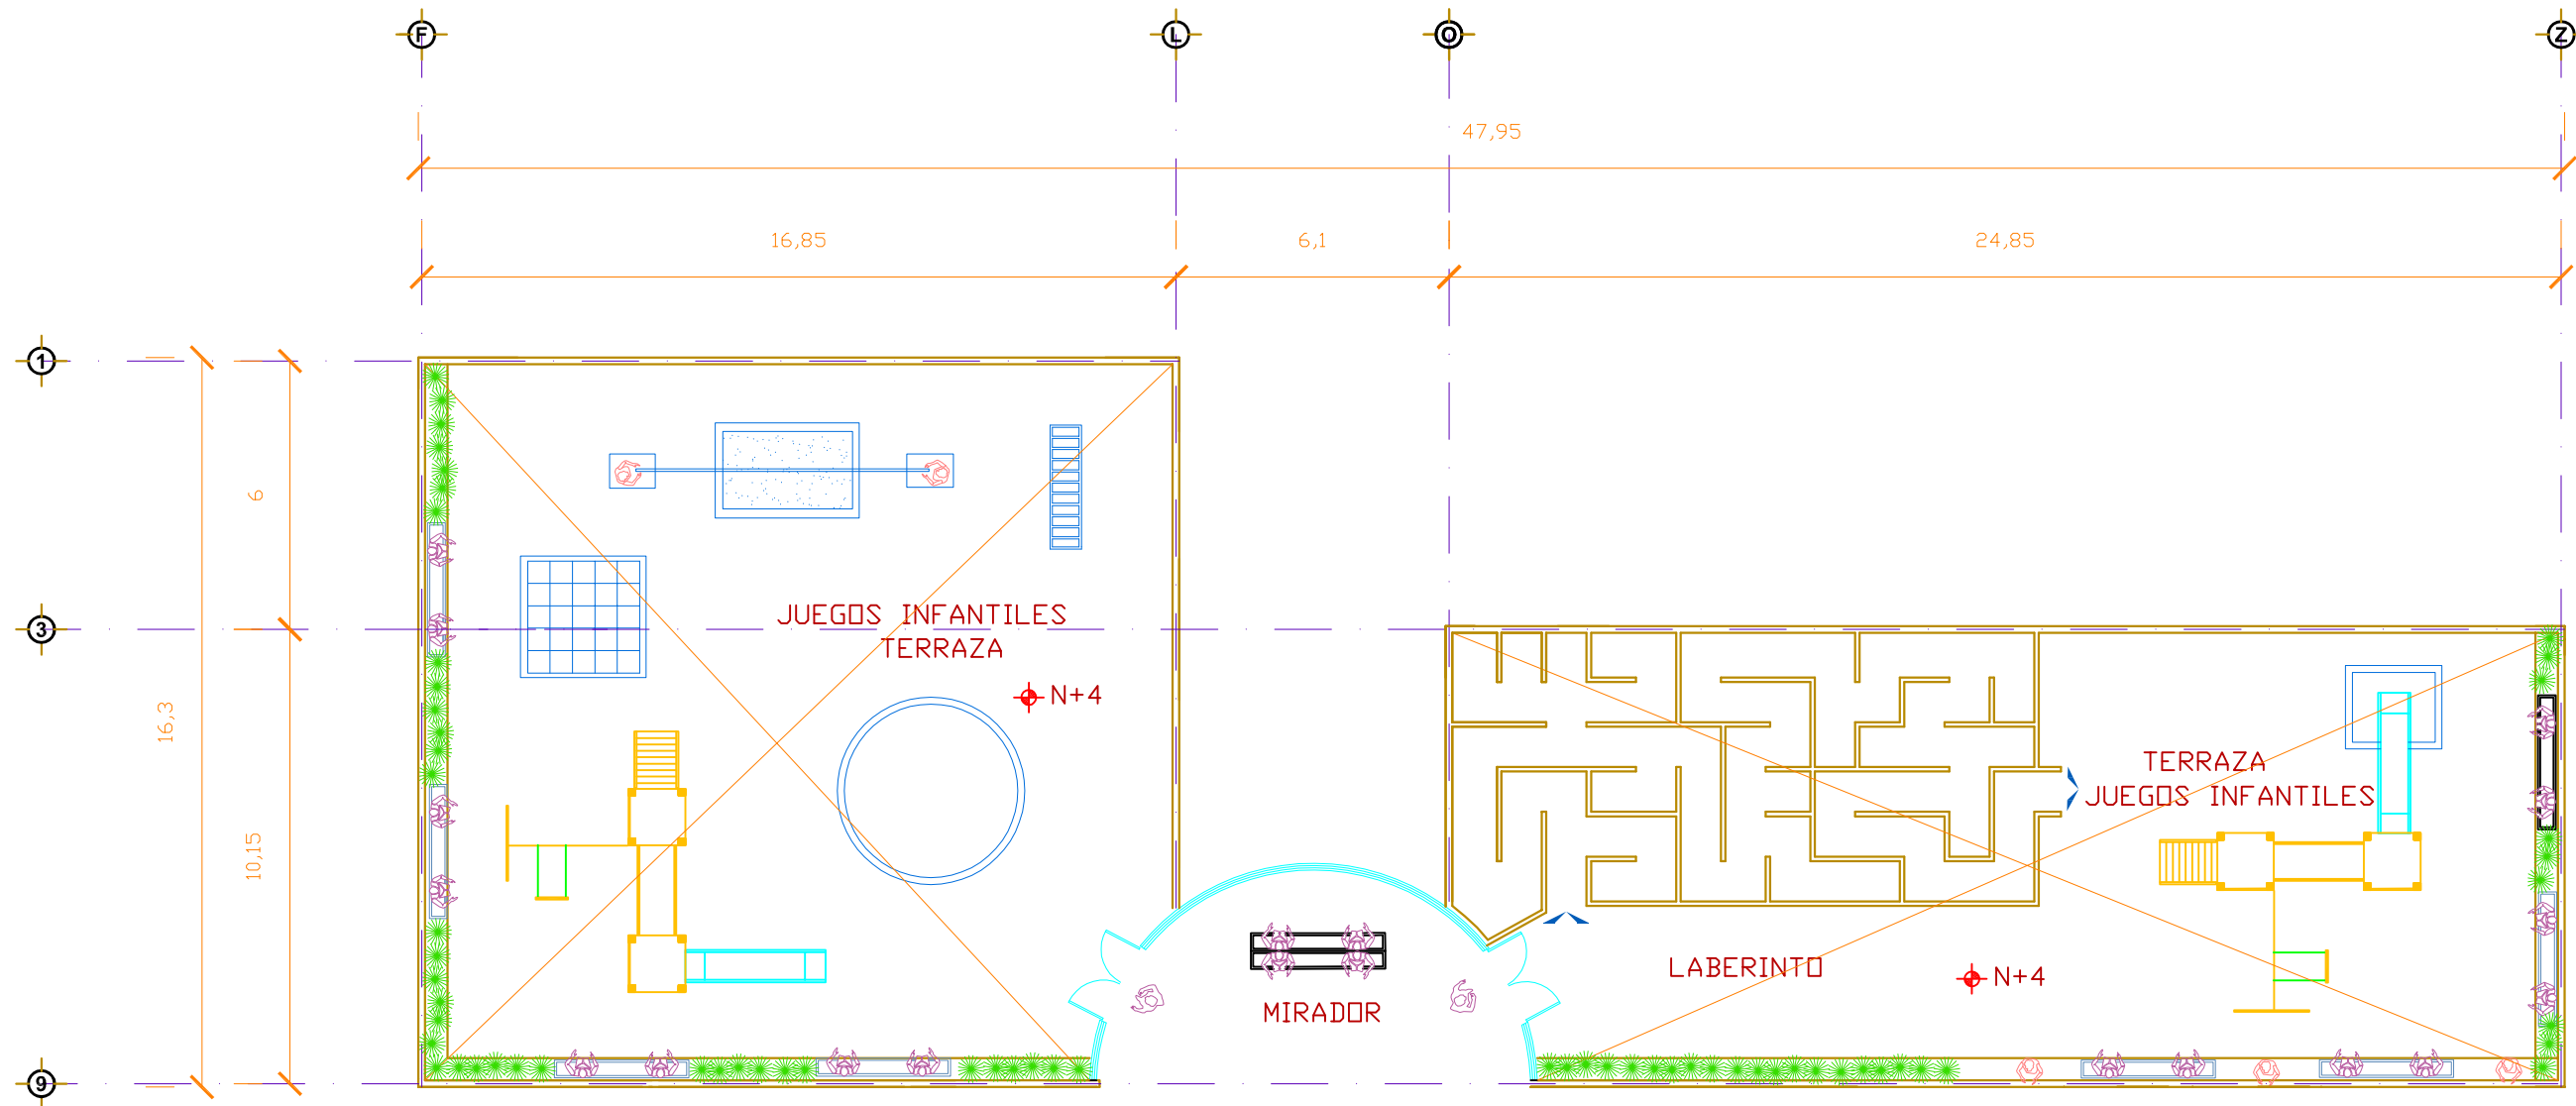 F
L
O
Z
47,95
16,85
6,1
24,85
1
3
9
6
16,3
10,15
JUEGOS INFANTILES
TERRAZA
N+4
TERRAZA
JUEGOS INFANTILES
LABERINTO
N+4
MIRADOR